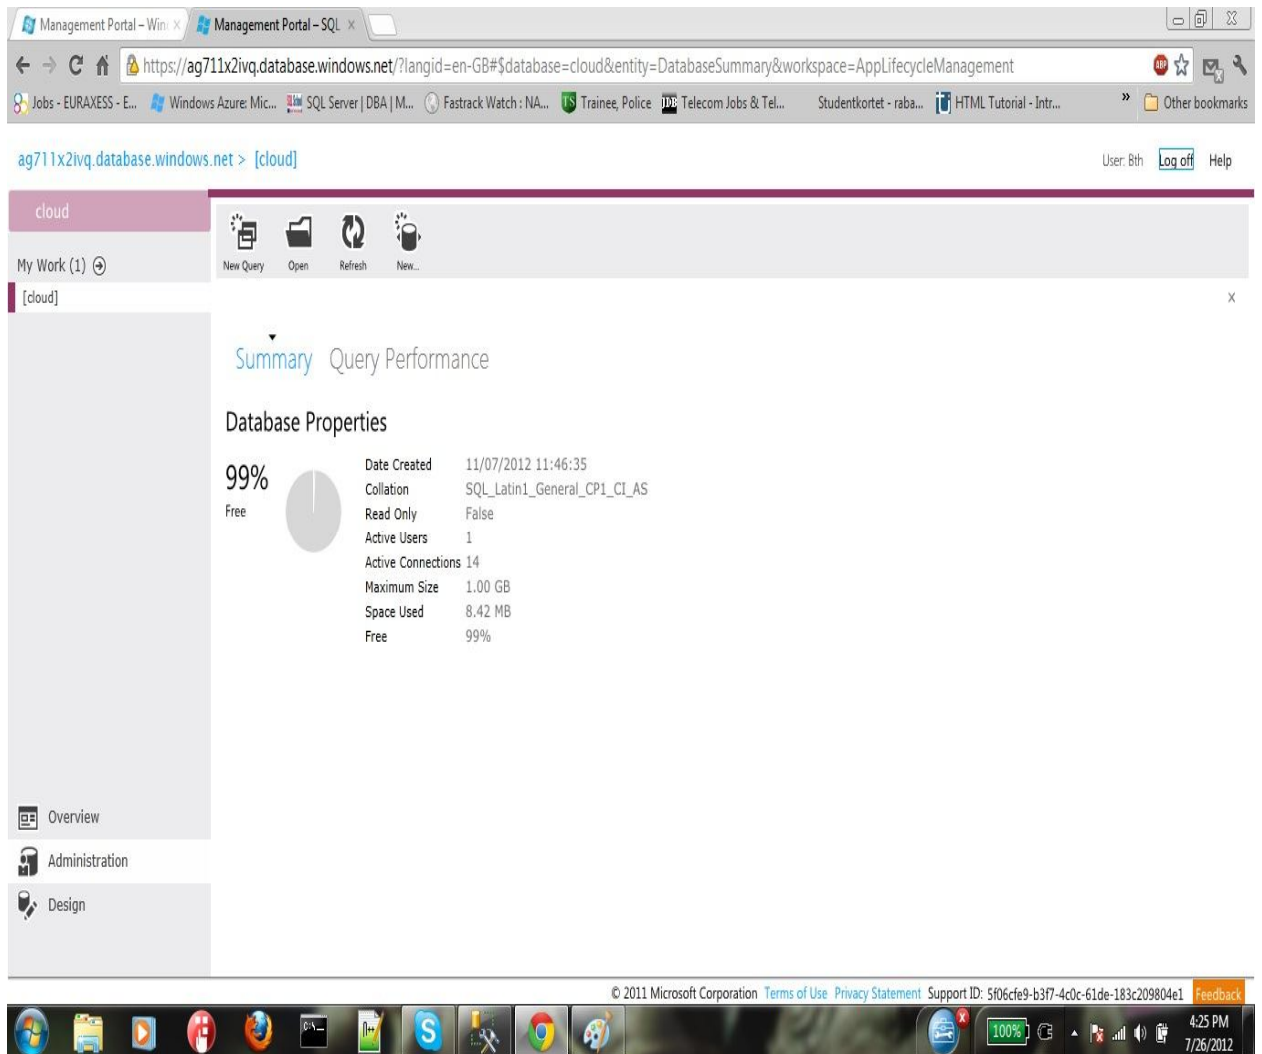 Management Portal – Win
Management Portal – SQL
https://ag711x2ivq.database.windows.net/?langid=en-GB#$database=cloud&entity=DatabaseSummary&workspace=AppLifecycleManagement
Jobs - EURAXESS - E... Windows Azure: Mic... SQL Server | DBA | M... Fastrack Watch : NA... Trainee, Police Telecom Jobs & Tel... Studentkortet - raba... HTML Tutorial - Intr... » Other bookmarks
ag711x2ivq.database.windows.net > [cloud]
User: Bth Log off Help
cloud
My Work (1)
[cloud]
New Query Open Refresh New...
x
Summary Query Performance
Database Properties
99%
Free
Date Created 11/07/2012 11:46:35
Collation SQL_Latin1_General_CP1_CI_AS
Read Only False
Active Users 1
Active Connections 14
Maximum Size 1.00 GB
Space Used 8.42 MB
Free 99%
Overview
Administration
Design
© 2011 Microsoft Corporation Terms of Use Privacy Statement Support ID: 5f06cfe9-b3f7-4c0c-61de-183c209804e1 Feedback
100%
4:25 PM
7/26/2012